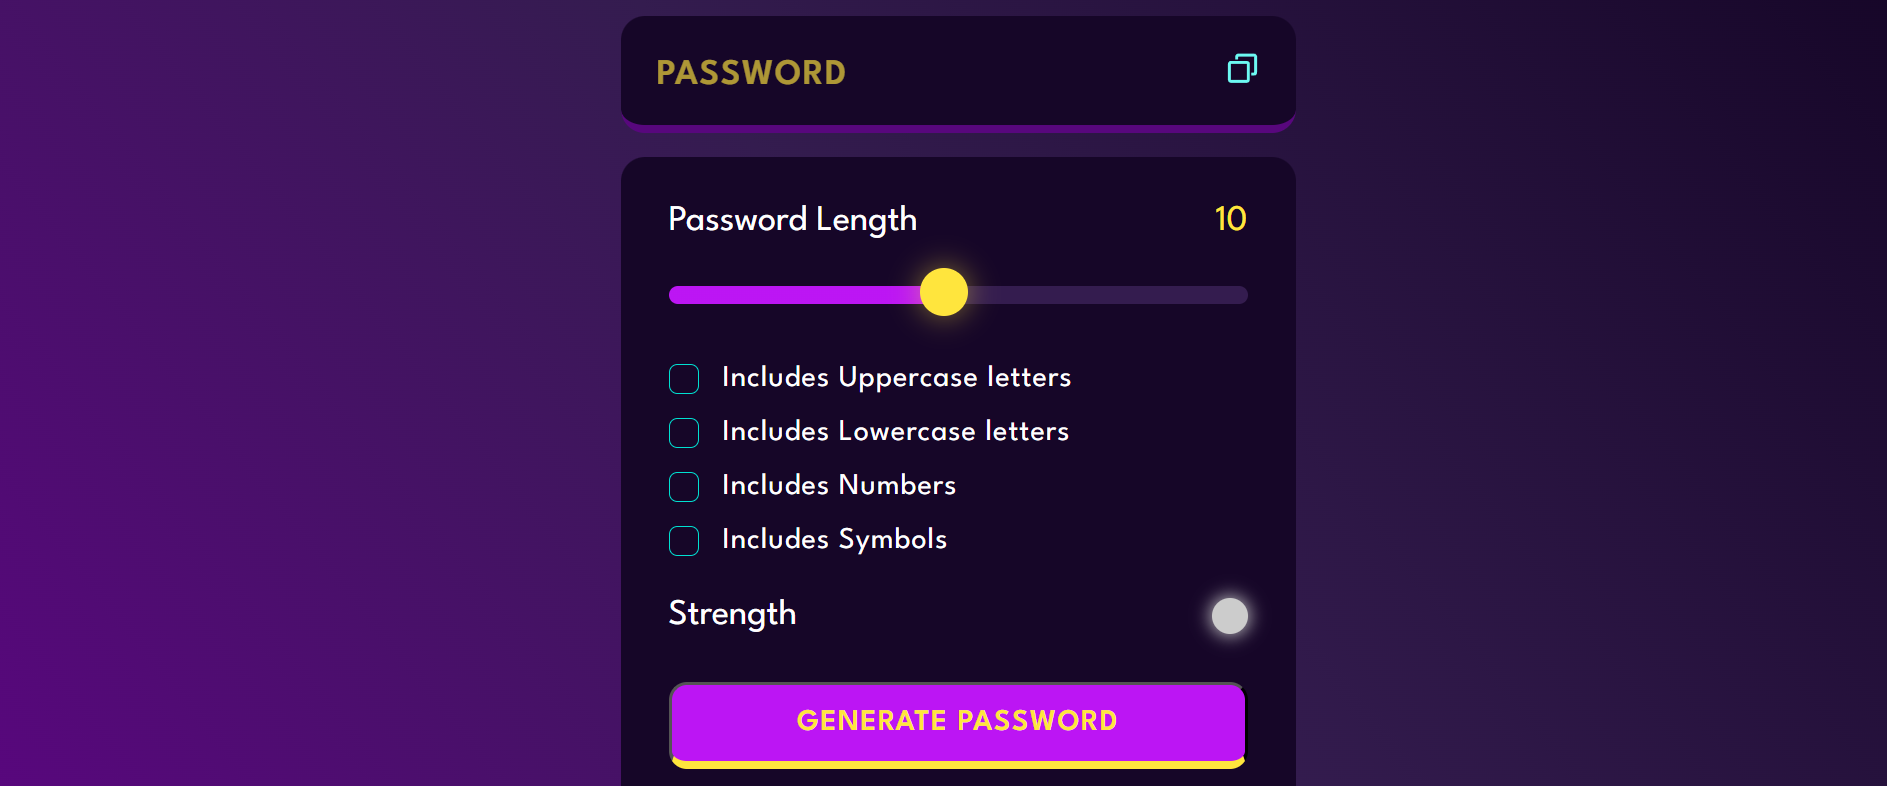 PASSWORD
Password Length 10
Includes Uppercase letters
Includes Lowercase letters
Includes Numbers
Includes Symbols
Strength
GENERATE PASSWORD